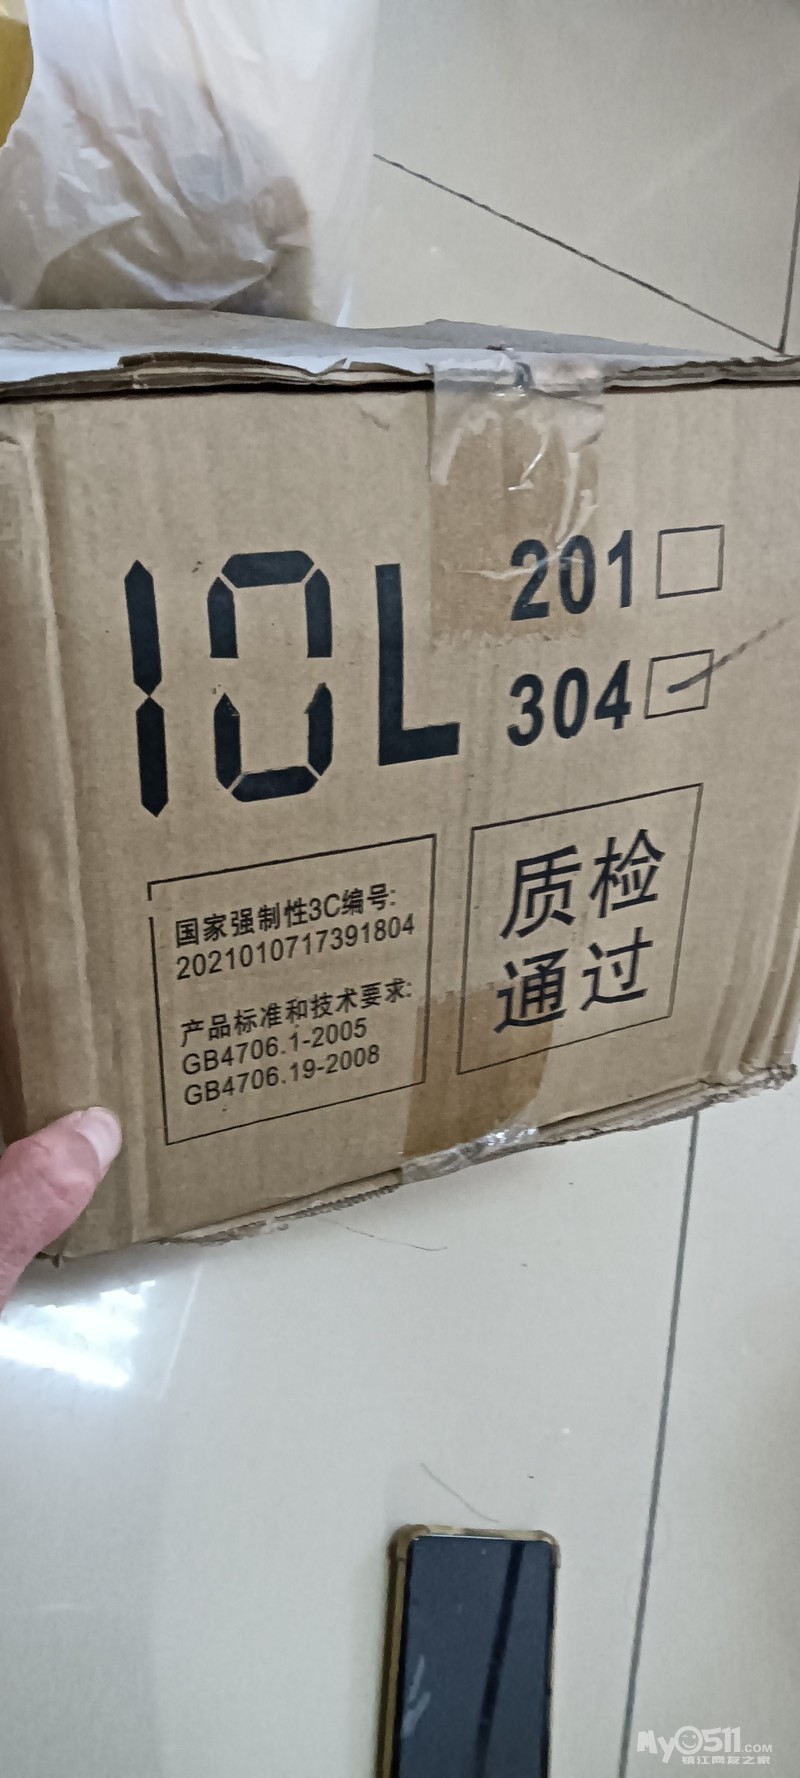 10L
201
304
国家强制性3C编号:
2021010717391804
产品标准和技术要求:
GB4706.1-2005
GB4706.19-2008
质检
通过
My0511.COM
镇江网友之家